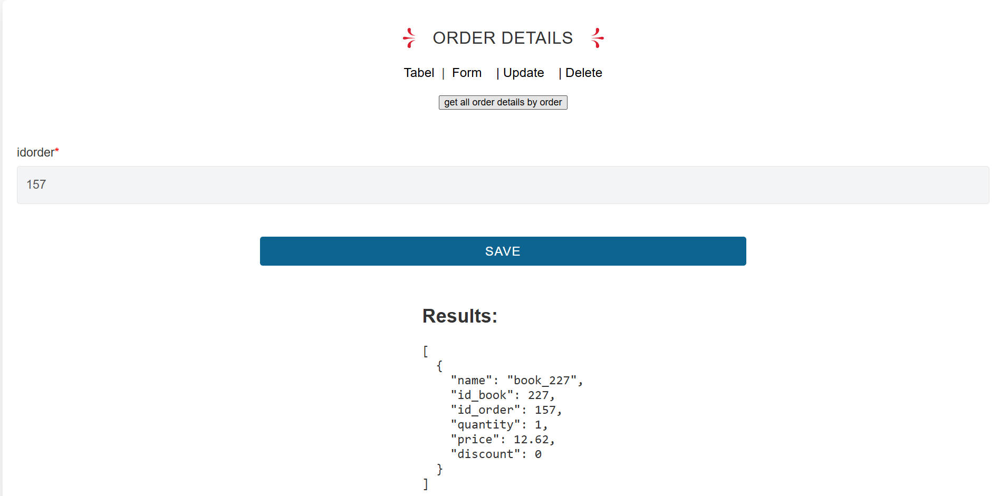 ORDER DETAILS
Tabel | Form | Update | Delete
get all order details by order
idorder*
157
SAVE
Results:
[
  {
    "name": "book_227",
    "id_book": 227,
    "id_order": 157,
    "quantity": 1,
    "price": 12.62,
    "discount": 0
  }
]